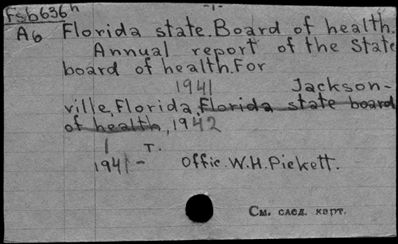 Fsb636h
-1-
A6 Florida state. Board of health.
Annual report of the State
board of health. For
1941 Jackson-
ville, Florida, Florida state board
of health, 1942
1 т.
1941- Offic. W.H. Pickett.
См. след. карт.